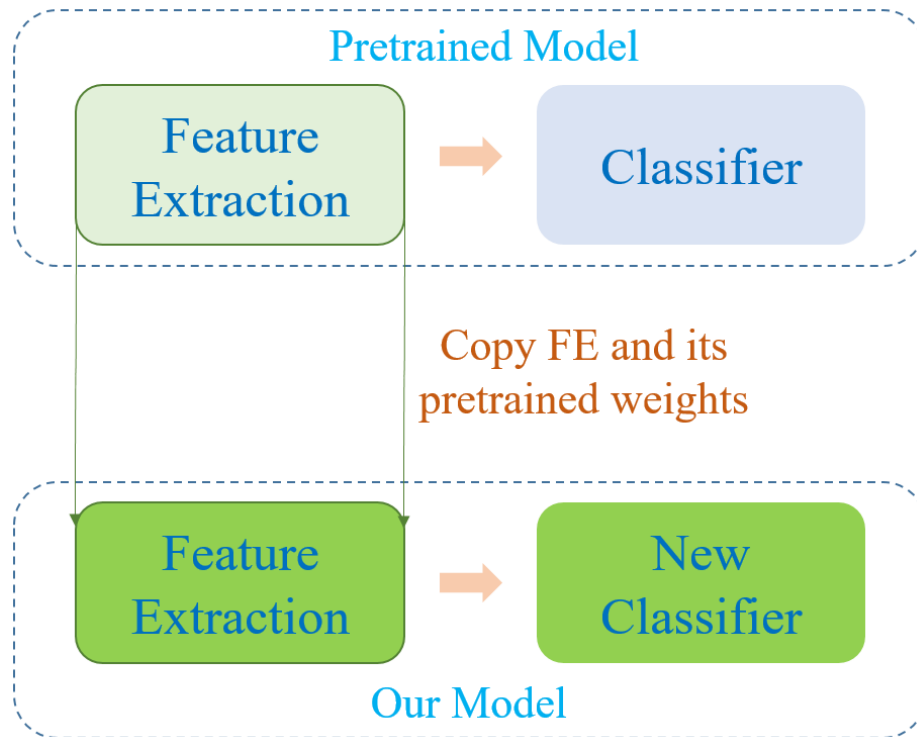 Pretrained Model
Feature
Extraction
Classifier
Copy FE and its
pretrained weights
Feature
Extraction
New
Classifier
Our Model